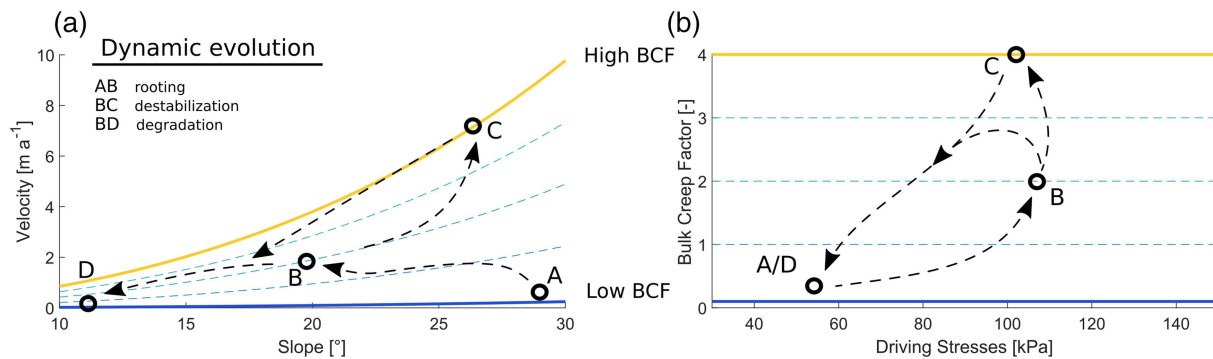 (a)
Dynamic evolution
AB rooting
BC destabilization
BD degradation
Velocity [m a⁻¹]
10
8
6
4
2
0
10 15 20 25 30
Slope [°]
A
B
C
D
High BCF
Low BCF
(b)
Bulk Creep Factor [-]
4
3
2
1
0
40 60 80 100 120 140
Driving Stresses [kPa]
C
B
A/D